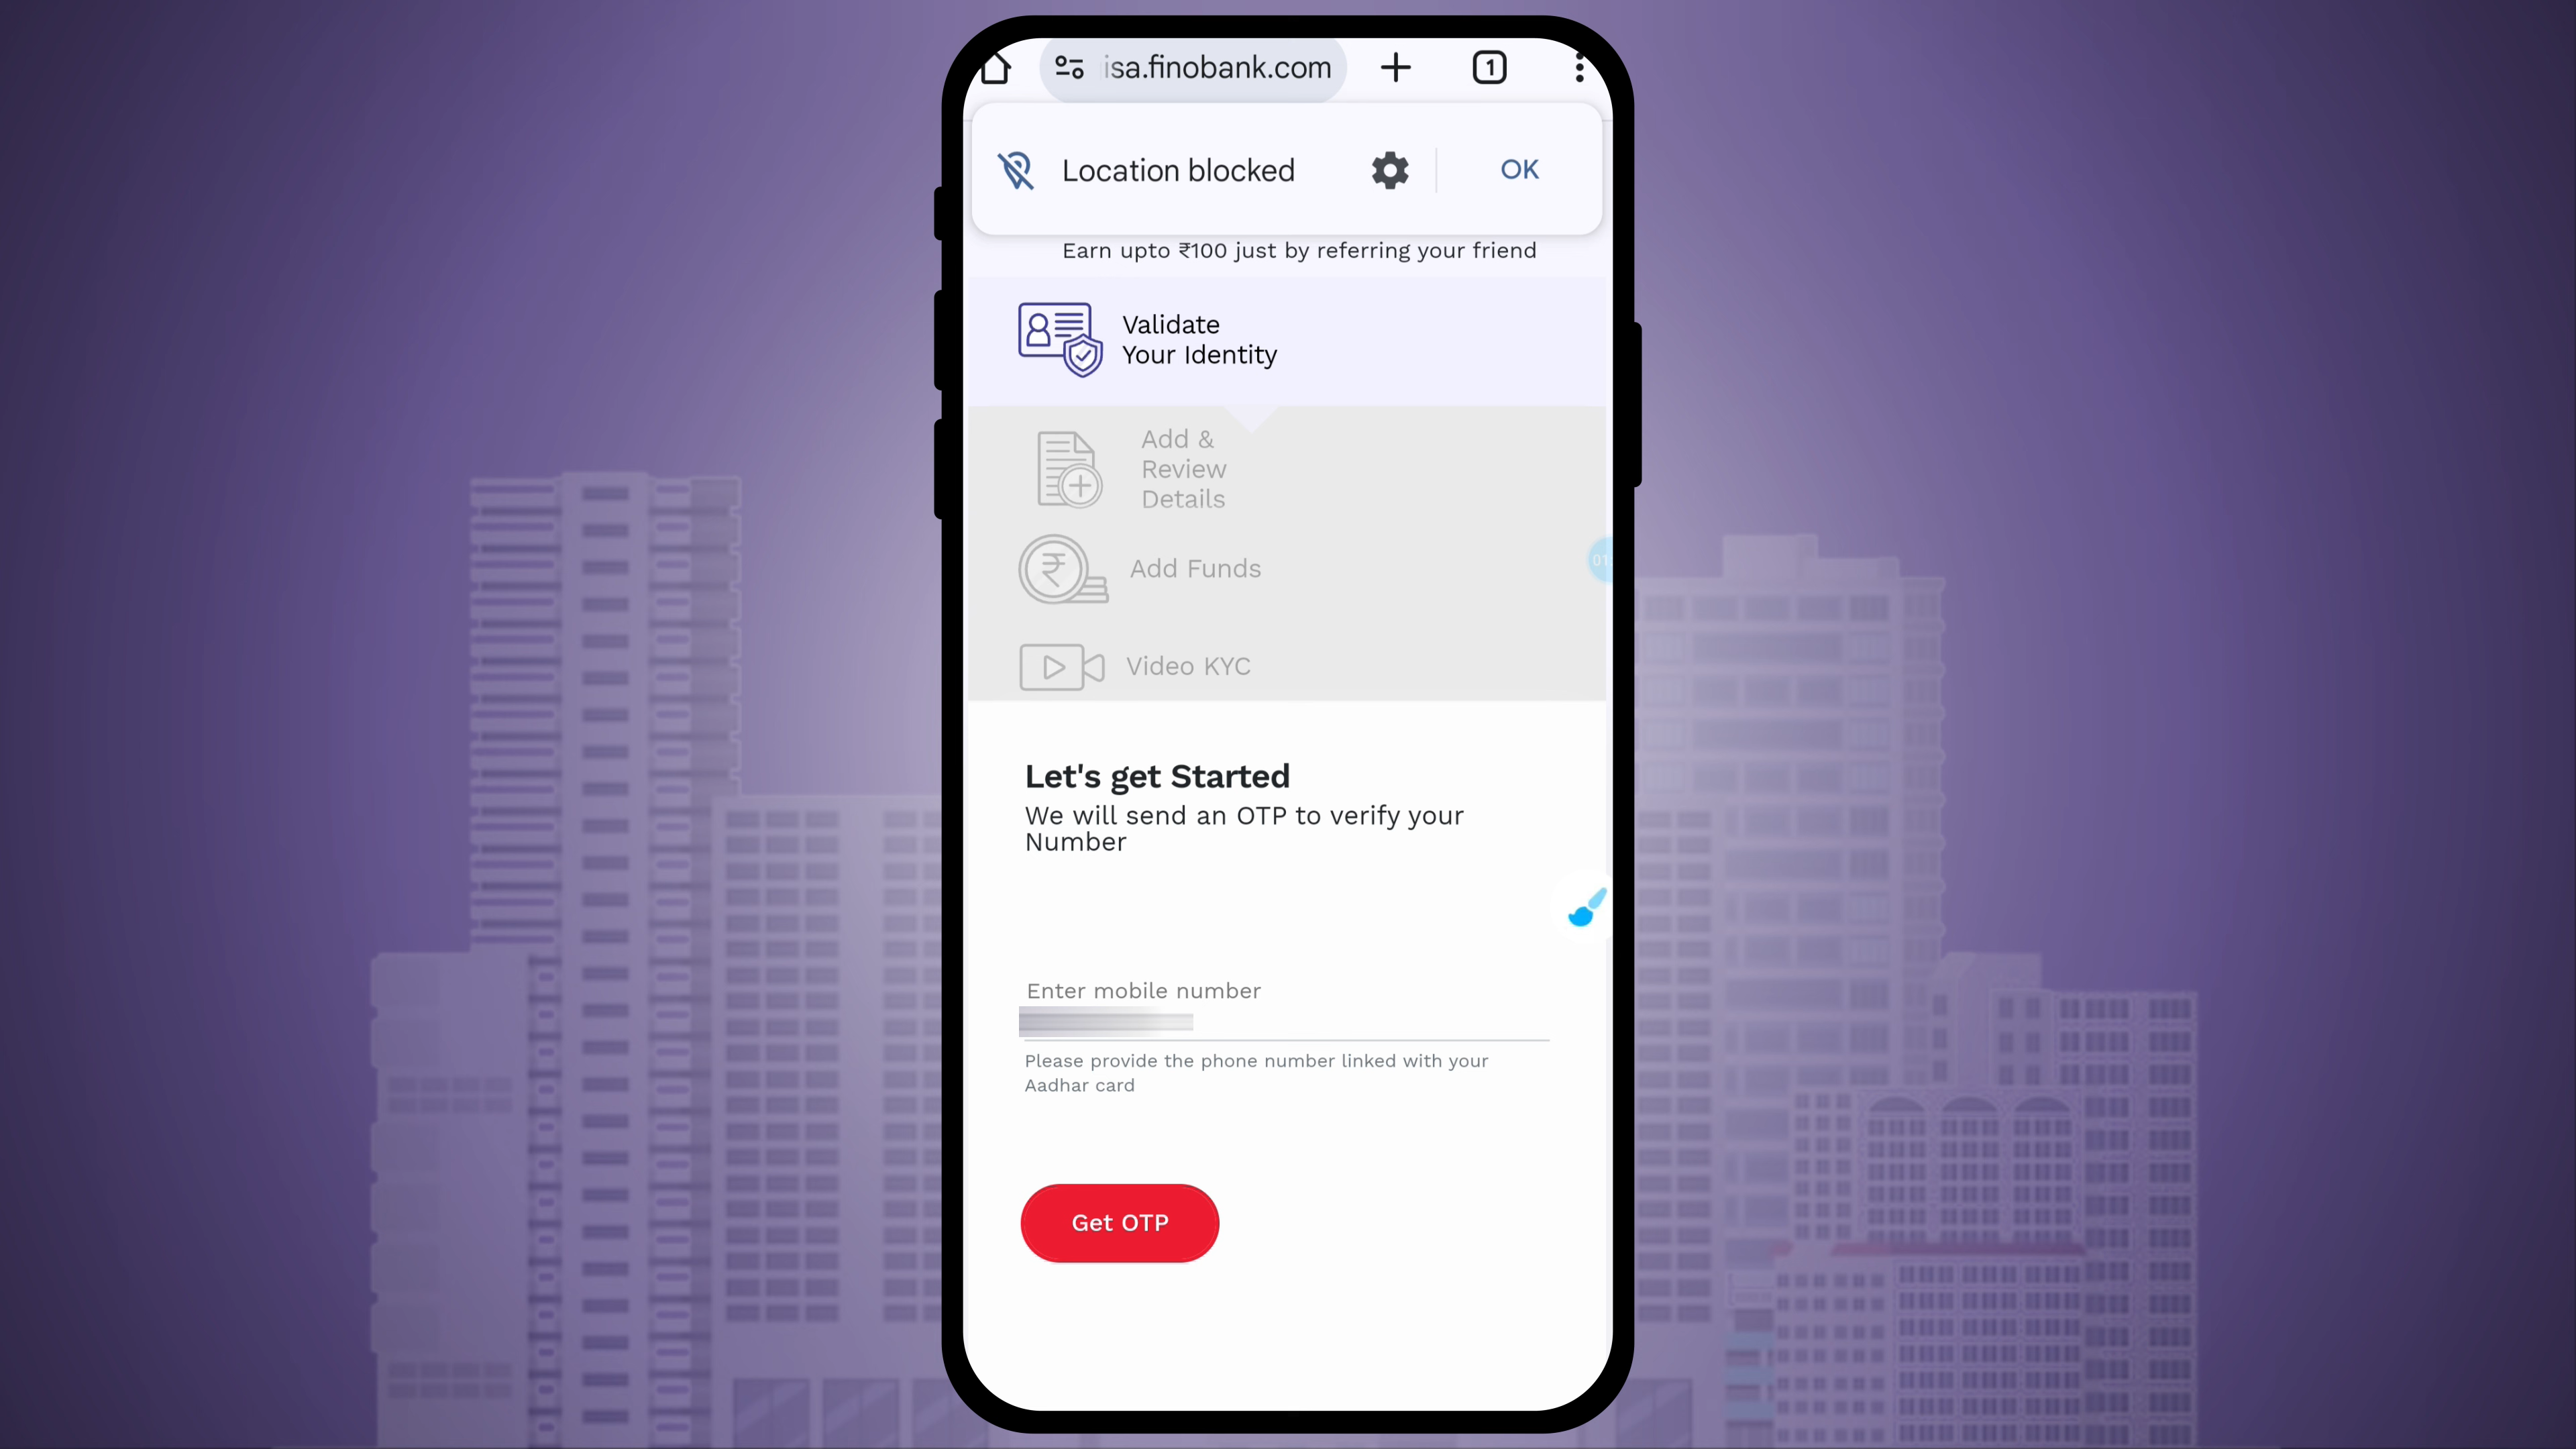 isa.finobank.com
1
Location blocked
OK
Earn upto ₹100 just by referring your friend
Validate
Your Identity
Add &
Review
Details
Add Funds
Video KYC
01
Let's get Started
We will send an OTP to verify your
Number
Enter mobile number
Please provide the phone number linked with your
Aadhar card
Get OTP